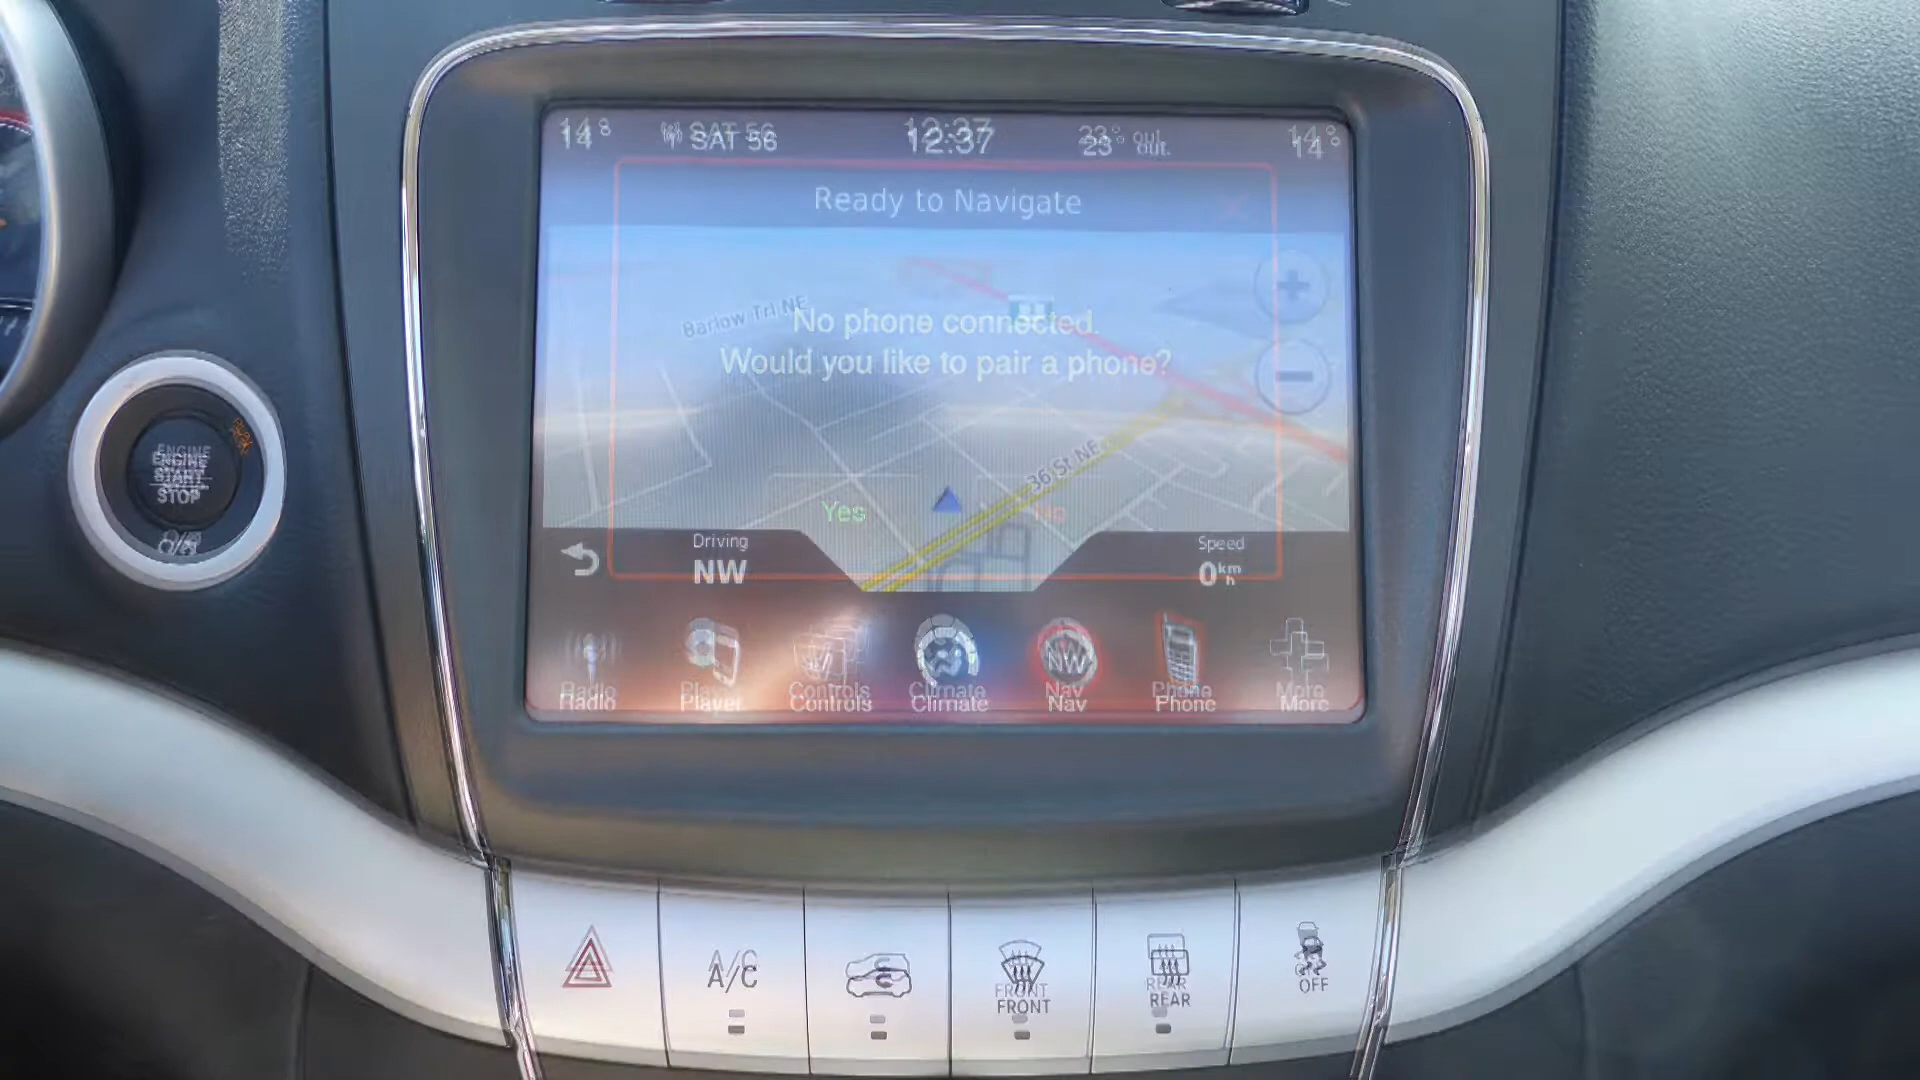 14° SAT 56 12:37 23° out. 14°
Ready to Navigate
Barlow Trl NE
No phone connected.
Would you like to pair a phone?
36 St NE
Yes No
Driving
NW
Speed
0 km h
NW
Radio Player Controls Climate Nav Phone More
ENGINE
START
STOP
A/C
FRONT
REAR
OFF